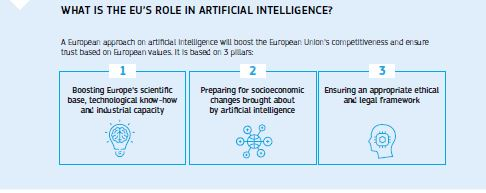 WHAT IS THE EU'S ROLE IN ARTIFICIAL INTELLIGENCE?
A European approach on artificial intelligence will boost the European Union's competitiveness and ensure
trust based on European values. It is based on 3 pillars:
1
Boosting Europe's scientific
base, technological know-how
and industrial capacity
2
Preparing for socioeconomic
changes brought about
by artificial intelligence
3
Ensuring an appropriate ethical
and legal framework